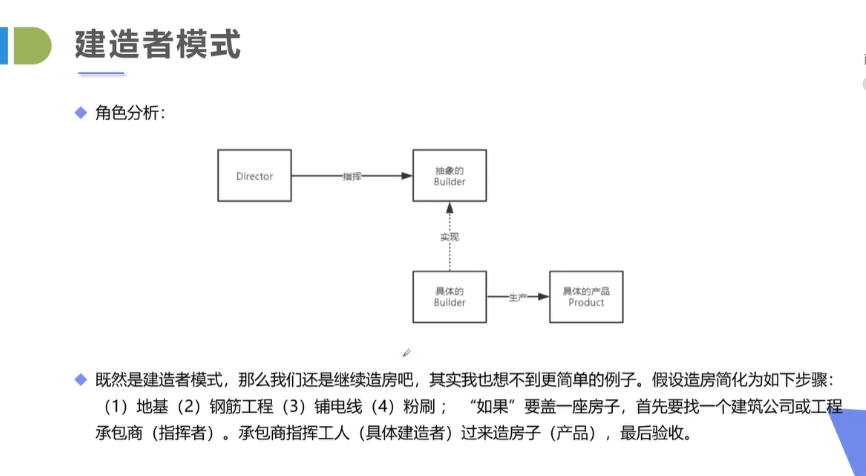 建造者模式
角色分析：
Director
指挥
抽象的
Builder
实现
具体的
Builder
生产
具体的产品
Product
既然是建造者模式，那么我们还是继续造房吧，其实我也想不到更简单的例子。假设造房简化为如下步骤：
（1）地基（2）钢筋工程（3）铺电线（4）粉刷；“如果”要盖一座房子，首先要找一个建筑公司或工程
承包商（指挥者）。承包商指挥工人（具体建造者）过来造房子（产品），最后验收。